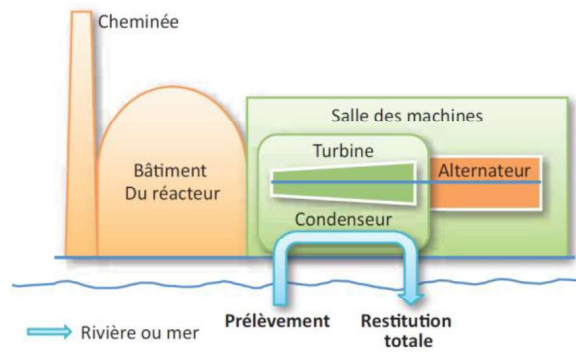 Cheminée
Salle des machines
Turbine
Bâtiment
Du réacteur
Alternateur
Condenseur
Rivière ou mer
Prélèvement
Restitution
totale